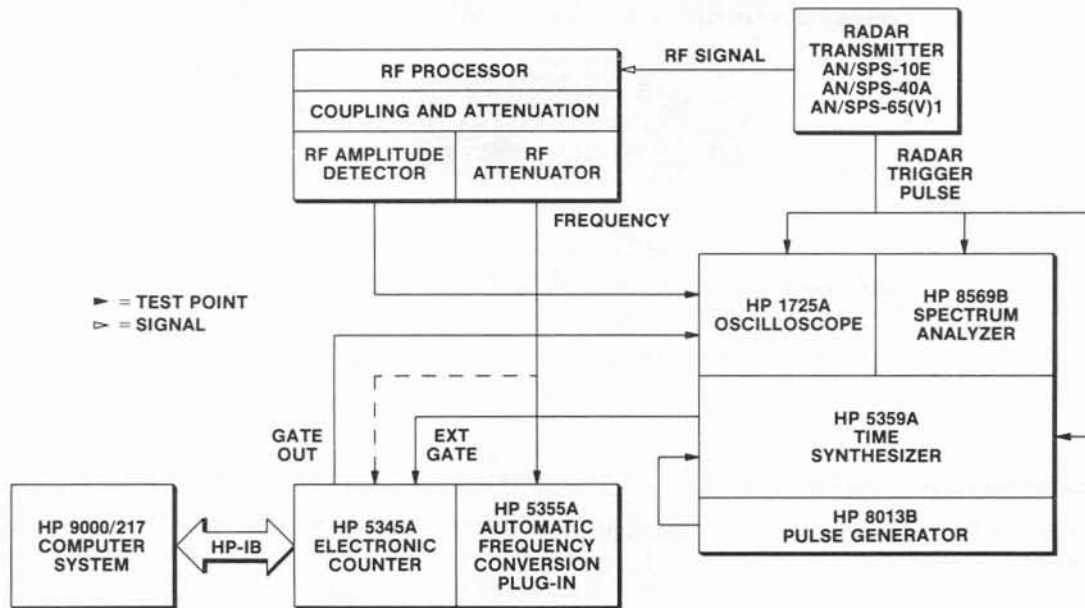 RF PROCESSOR
COUPLING AND ATTENUATION
RF AMPLITUDE
DETECTOR
RF
ATTENUATOR
RF SIGNAL
RADAR
TRANSMITTER
AN/SPS-10E
AN/SPS-40A
AN/SPS-65(V)1
RADAR
TRIGGER
PULSE
FREQUENCY
► = TEST POINT
▻ = SIGNAL
HP 1725A
OSCILLOSCOPE
HP 8569B
SPECTRUM
ANALYZER
HP 5359A
TIME
SYNTHESIZER
HP 8013B
PULSE GENERATOR
GATE
OUT
EXT
GATE
HP 9000/217
COMPUTER
SYSTEM
HP-IB
HP 5345A
ELECTRONIC
COUNTER
HP 5355A
AUTOMATIC
FREQUENCY
CONVERSION
PLUG-IN